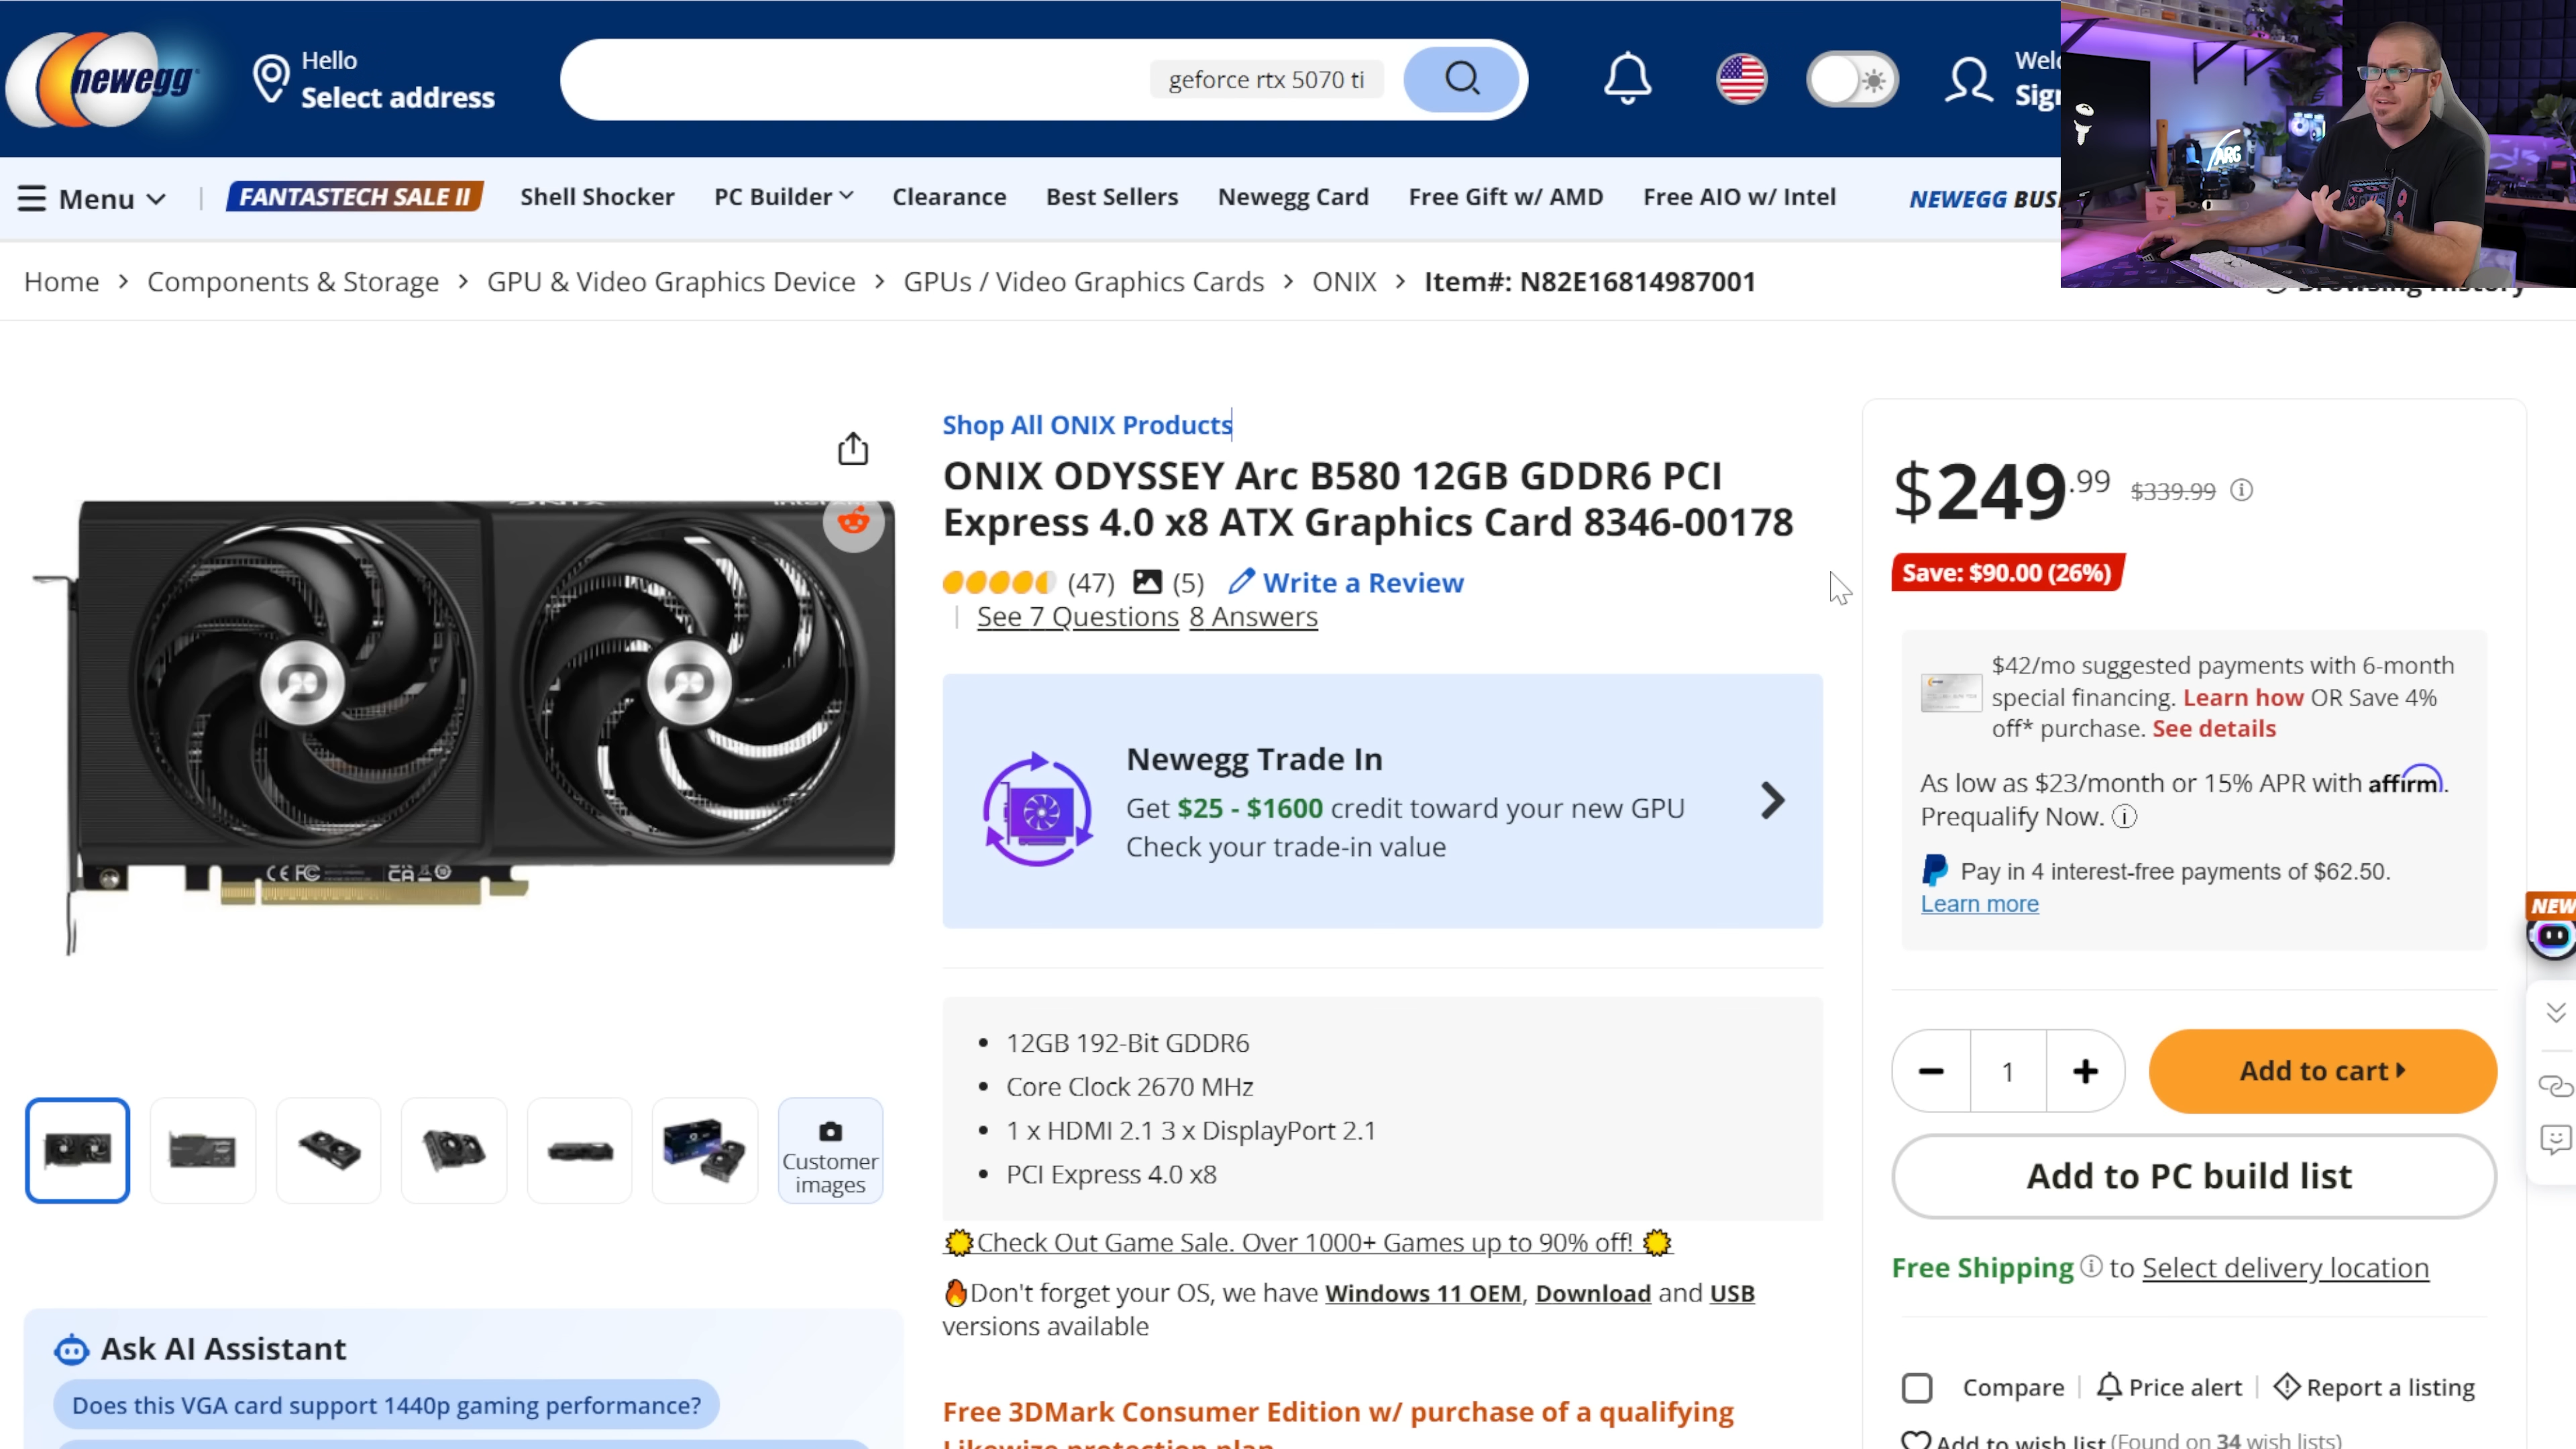 newegg
Hello
Select address
geforce rtx 5070 ti
Menu
FANTASTECH SALE II
Shell Shocker
PC Builder
Clearance
Best Sellers
Newegg Card
Free Gift w/ AMD
Free AIO w/ Intel
NEWEGG
ARG
Home > Components & Storage > GPU & Video Graphics Device > GPUs / Video Graphics Cards > ONIX > Item#: N82E16814987001
Browsing History
Shop All ONIX Products
ONIX ODYSSEY Arc B580 12GB GDDR6 PCI
Express 4.0 x8 ATX Graphics Card 8346-00178
(47) (5) Write a Review
See 7 Questions 8 Answers
Newegg Trade In
Get $25 - $1600 credit toward your new GPU
Check your trade-in value
12GB 192-Bit GDDR6
Core Clock 2670 MHz
1 x HDMI 2.1 3 x DisplayPort 2.1
PCI Express 4.0 x8
Check Out Game Sale. Over 1000+ Games up to 90% off!
Don't forget your OS, we have Windows 11 OEM, Download and USB
versions available
Free 3DMark Consumer Edition w/ purchase of a qualifying
Likewize protection plan
CE FC
Customer
images
Ask AI Assistant
Does this VGA card support 1440p gaming performance?
$249.99 $339.99
Save: $90.00 (26%)
$42/mo suggested payments with 6-month
special financing. Learn how OR Save 4%
off* purchase. See details
As low as $23/month or 15% APR with affirm.
Prequalify Now.
Pay in 4 interest-free payments of $62.50.
Learn more
NEW
1
Add to cart
Add to PC build list
Free Shipping to Select delivery location
Compare
Price alert
Report a listing
Add to wish list (Found on 34 wish lists)